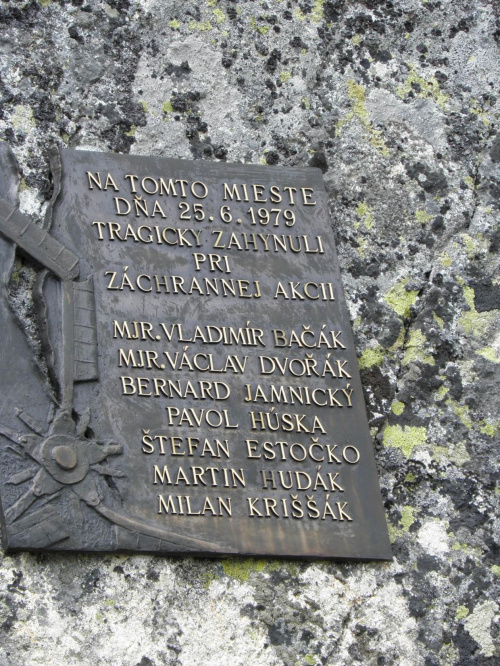 NA TOMTO MIESTE
DŇA 25.6.1979
TRAGICKY ZAHYNULI
PRI
ZÁCHRANNEJ AKCII
MJR. VLADIMÍR BAČÁK
MJR. VÁCLAV DVOŘÁK
BERNARD JAMNICKÝ
PAVOL HÚSKA
ŠTEFAN ESTOČKO
MARTIN HUDÁK
MILAN KRIŠŠÁK